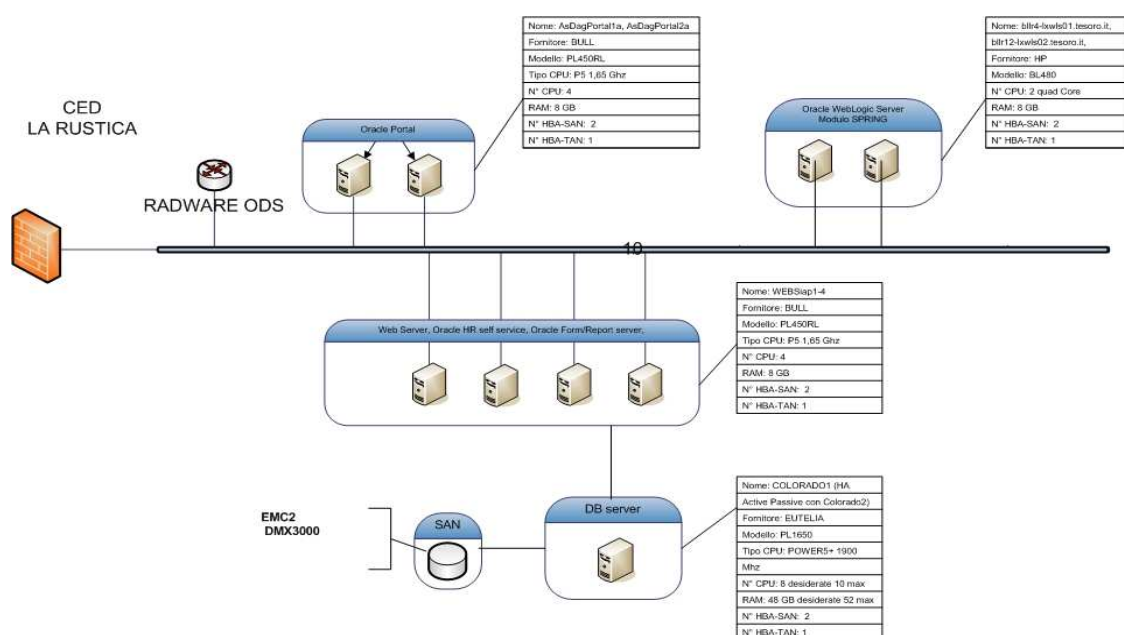 Nome: AsDagPortal1a, AsDagPortal2a
Fornitore: BULL
Modello: PL450RL
Tipo CPU: P5 1,65 Ghz
N° CPU: 4
RAM: 8 GB
N° HBA-SAN: 2
N° HBA-TAN: 1
Nome: bllr4-lxwls01.tesoro.it,
bllr12-lxwls02.tesoro.it,
Fornitore: HP
Modello: BL480
N° CPU: 2 quad Core
RAM: 8 GB
N° HBA-SAN: 2
N° HBA-TAN: 1
CED
LA RUSTICA
Oracle Portal
Oracle WebLogic Server
Modulo SPRING
RADWARE ODS
10
Web Server, Oracle HR self service, Oracle Form/Report server,
Nome: WEBSiap1-4
Fornitore: BULL
Modello: PL450RL
Tipo CPU: P5 1,65 Ghz
N° CPU: 4
RAM: 8 GB
N° HBA-SAN: 2
N° HBA-TAN: 1
EMC2
DMX3000
SAN
DB server
Nome: COLORADO1 (HA
Active Passive con Colorado2)
Fornitore: EUTELIA
Modello: PL1650
Tipo CPU: POWER5+ 1900
Mhz
N° CPU: 8 desiderate 10 max
RAM: 48 GB desiderate 52 max
N° HBA-SAN: 2
N° HBA-TAN: 1